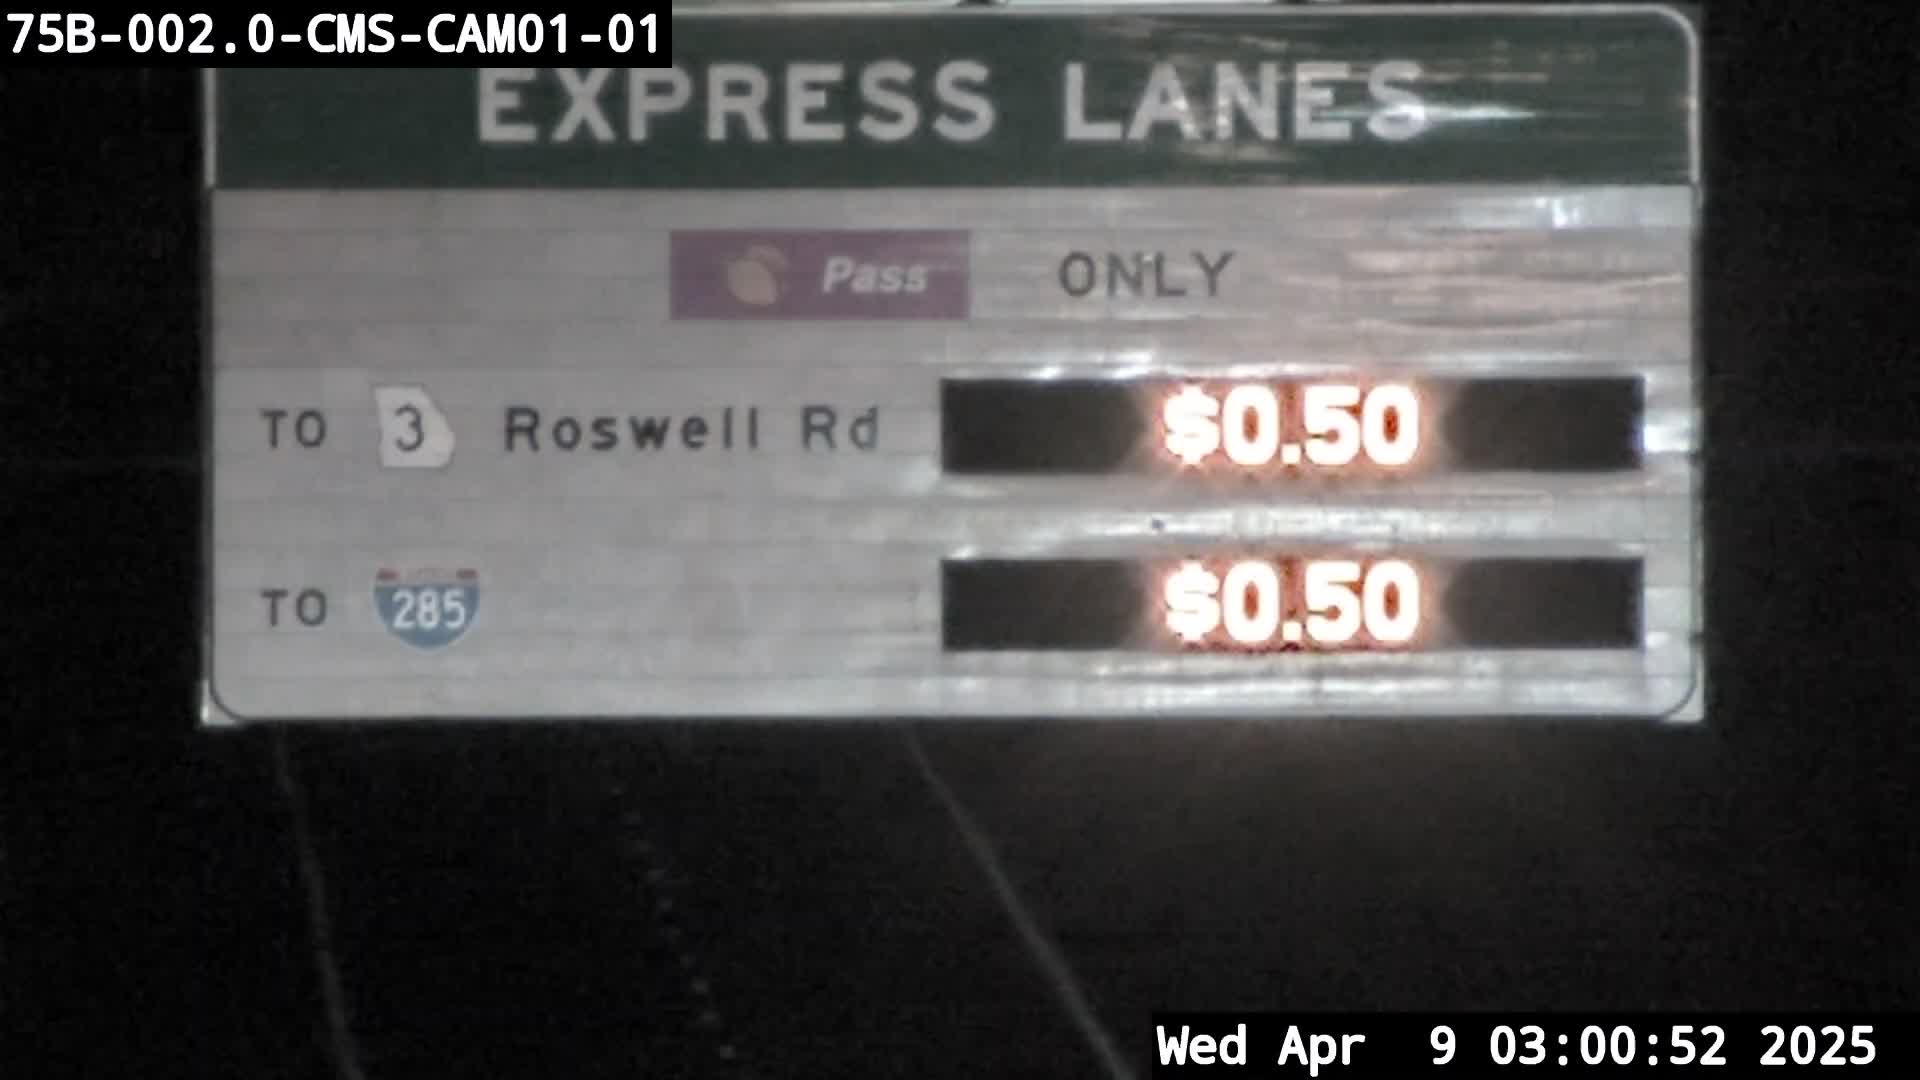 75B-002.0-CMS-CAM01-01
EXPRESS LANES
Pass ONLY
TO 3 Roswell Rd $0.50
TO 285 $0.50
Wed Apr 9 03:00:52 2025